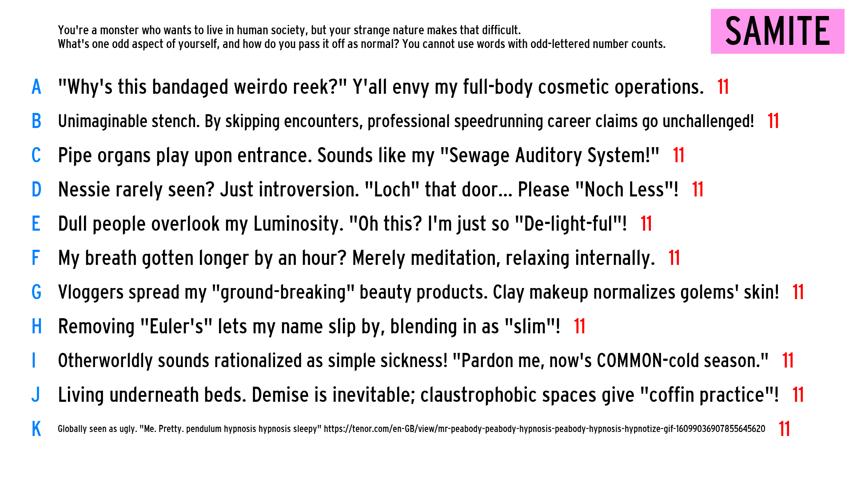 You're a monster who wants to live in human society, but your strange nature makes that difficult.
What's one odd aspect of yourself, and how do you pass it off as normal? You cannot use words with odd-lettered number counts.
SAMITE
A "Why's this bandaged weirdo reek?" Y'all envy my full-body cosmetic operations. 11
B Unimaginable stench. By skipping encounters, professional speedrunning career claims go unchallenged! 11
C Pipe organs play upon entrance. Sounds like my "Sewage Auditory System!" 11
D Nessie rarely seen? Just introversion. "Loch" that door... Please "Noch Less"! 11
E Dull people overlook my Luminosity. "Oh this? I'm just so "De-light-ful"! 11
F My breath gotten longer by an hour? Merely meditation, relaxing internally. 11
G Vloggers spread my "ground-breaking" beauty products. Clay makeup normalizes golems' skin! 11
H Removing "Euler's" lets my name slip by, blending in as "slim"! 11
I Otherworldly sounds rationalized as simple sickness! "Pardon me, now's COMMON-cold season." 11
J Living underneath beds. Demise is inevitable; claustrophobic spaces give "coffin practice"! 11
K Globally seen as ugly. "Me. Pretty. pendulum hypnosis hypnosis sleepy" https://tenor.com/en-GB/view/mr-peabody-peabody-hypnosis-peabody-hypnosis-hypnotize-gif-16099036907855645620 11